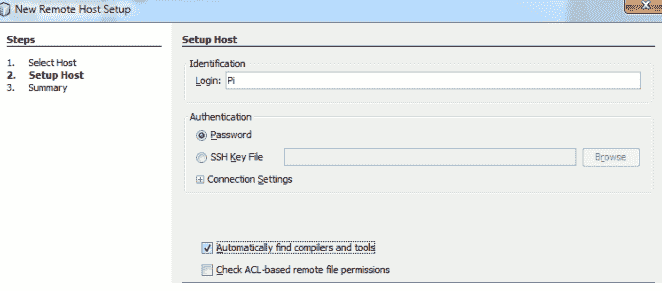 New Remote Host Setup
Steps
1. Select Host
2. Setup Host
3. Summary
Setup Host
Identification
Login: Pi
Authentication
Password
SSH Key File
Browse
Connection Settings
Automatically find compilers and tools
Check ACL-based remote file permissions